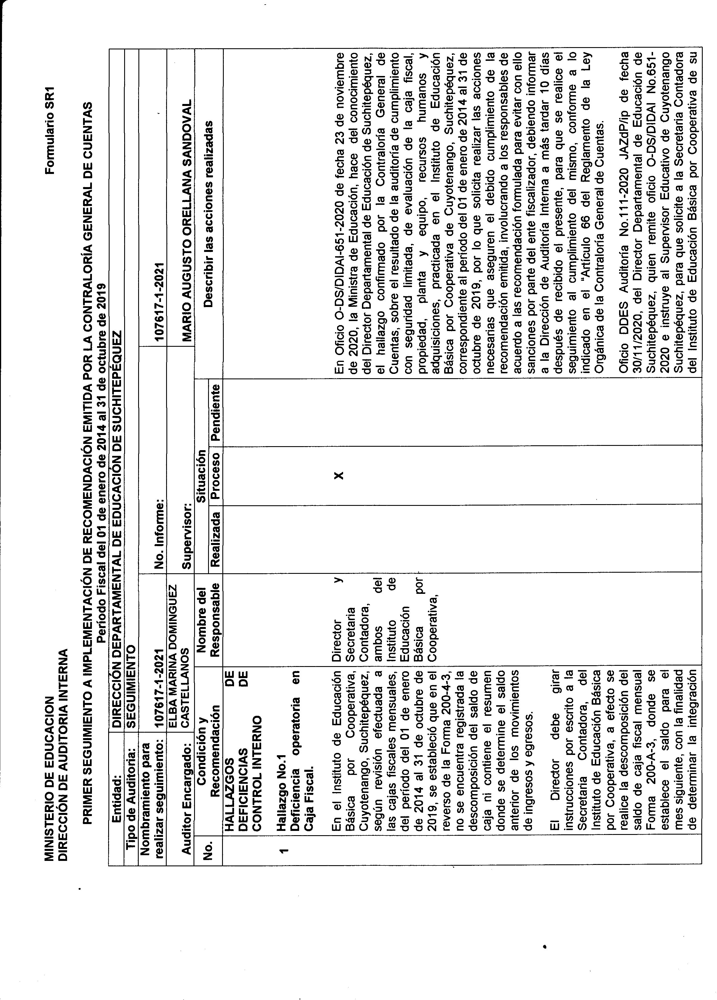 MINISTERIO DE EDUCACION
DIRECCIÓN DE AUDITORIA INTERNA
Formulario SR1
PRIMER SEGUIMIENTO A IMPLEMENTACIÓN DE RECOMENDACIÓN EMITIDA POR LA CONTRALORÍA GENERAL DE CUENTAS
Período Fiscal del 01 de enero de 2014 al 31 de octubre de 2019
Entidad: DIRECCIÓN DEPARTAMENTAL DE EDUCACIÓN DE SUCHITEPÉQUEZ
Tipo de Auditoria: SEGUIMIENTO
Nombramiento para
realizar seguimiento: 107617-1-2021 No. Informe: 107617-1-2021
Auditor Encargado: ELBA MARINA DOMINGUEZ
CASTELLANOS
Supervisor: MARIO AUGUSTO ORELLANA SANDOVAL
No.
Condición y
Recomendación
Nombre del
Responsable
Situación
Realizada Proceso Pendiente
Describir las acciones realizadas
HALLAZGOS DE
DEFICIENCIAS DE
CONTROL INTERNO
1
Hallazgo No.1
Deficiencia operatoria en
Caja Fiscal.
En el Instituto de Educación
Básica por Cooperativa,
Cuyotenango, Suchitepéquez,
según revisión efectuada a
las cajas fiscales mensuales,
del período del 01 de enero
de 2014 al 31 de octubre de
2019, se estableció que en el
reverso de la Forma 200-4-3,
no se encuentra registrada la
descomposición del saldo de
caja ni contiene el resumen
donde se determine el saldo
anterior de los movimientos
de ingresos y egresos.
El Director debe girar
instrucciones por escrito a la
Secretaria Contadora, del
Instituto de Educación Básica
por Cooperativa, a efecto se
realice la descomposición del
saldo de caja fiscal mensual
Forma 200-A-3, donde se
establece el saldo para el
mes siguiente, con la finalidad
de determinar la integración
Director y
Secretaria
Contadora,
ambos del
Instituto de
Educación
Básica por
Cooperativa,
X
En Oficio O-DS/DIDAI-651-2020 de fecha 23 de noviembre
de 2020, la Ministra de Educación, hace del conocimiento
del Director Departamental de Educación de Suchitepéquez,
el hallazgo confirmado por la Contraloría General de
Cuentas, sobre el resultado de la auditoría de cumplimiento
con seguridad limitada, de evaluación de la caja fiscal,
propiedad, planta y equipo, recursos humanos y
adquisiciones, practicada en el Instituto de Educación
Básica por Cooperativa de Cuyotenango, Suchitepéquez,
correspondiente al período del 01 de enero de 2014 al 31 de
octubre de 2019, por lo que solicita realizar las acciones
necesarias que aseguren el debido cumplimiento de la
recomendación emitida, involucrando a los responsables de
acuerdo a las recomendación formulada para evitar con ello
sanciones por parte del ente fiscalizador, debiendo informar
a la Dirección de Auditoría Interna a más tardar 10 días
después de recibido el presente, para que se realice el
seguimiento al cumplimiento del mismo, conforme a lo
indicado en el "Artículo 66 del Reglamento de la Ley
Orgánica de la Contraloría General de Cuentas.
Oficio DDES Auditoría No.111-2020 JAZdP/ip de fecha
30/11/2020, del Director Departamental de Educación de
Suchitepéquez, quien remite oficio O-DS/DIDAI No.651-
2020 e instruye al Supervisor Educativo de Cuyotenango
Suchitepéquez, para que solicite a la Secretaria Contadora
del Instituto de Educación Básica por Cooperativa de su